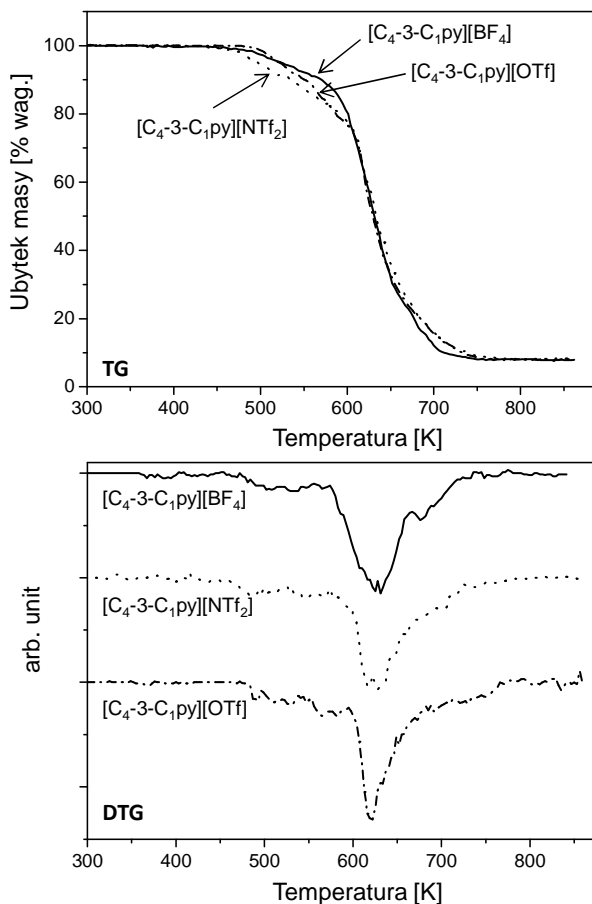 100
80
60
40
20
0
Ubytek masy [% wag.]
[C₄-3-C₁py][BF₄]
[C₄-3-C₁py][OTf]
[C₄-3-C₁py][NTf₂]
TG
300 400 500 600 700 800
Temperatura [K]
arb. unit
[C₄-3-C₁py][BF₄]
[C₄-3-C₁py][NTf₂]
[C₄-3-C₁py][OTf]
DTG
300 400 500 600 700 800
Temperatura [K]